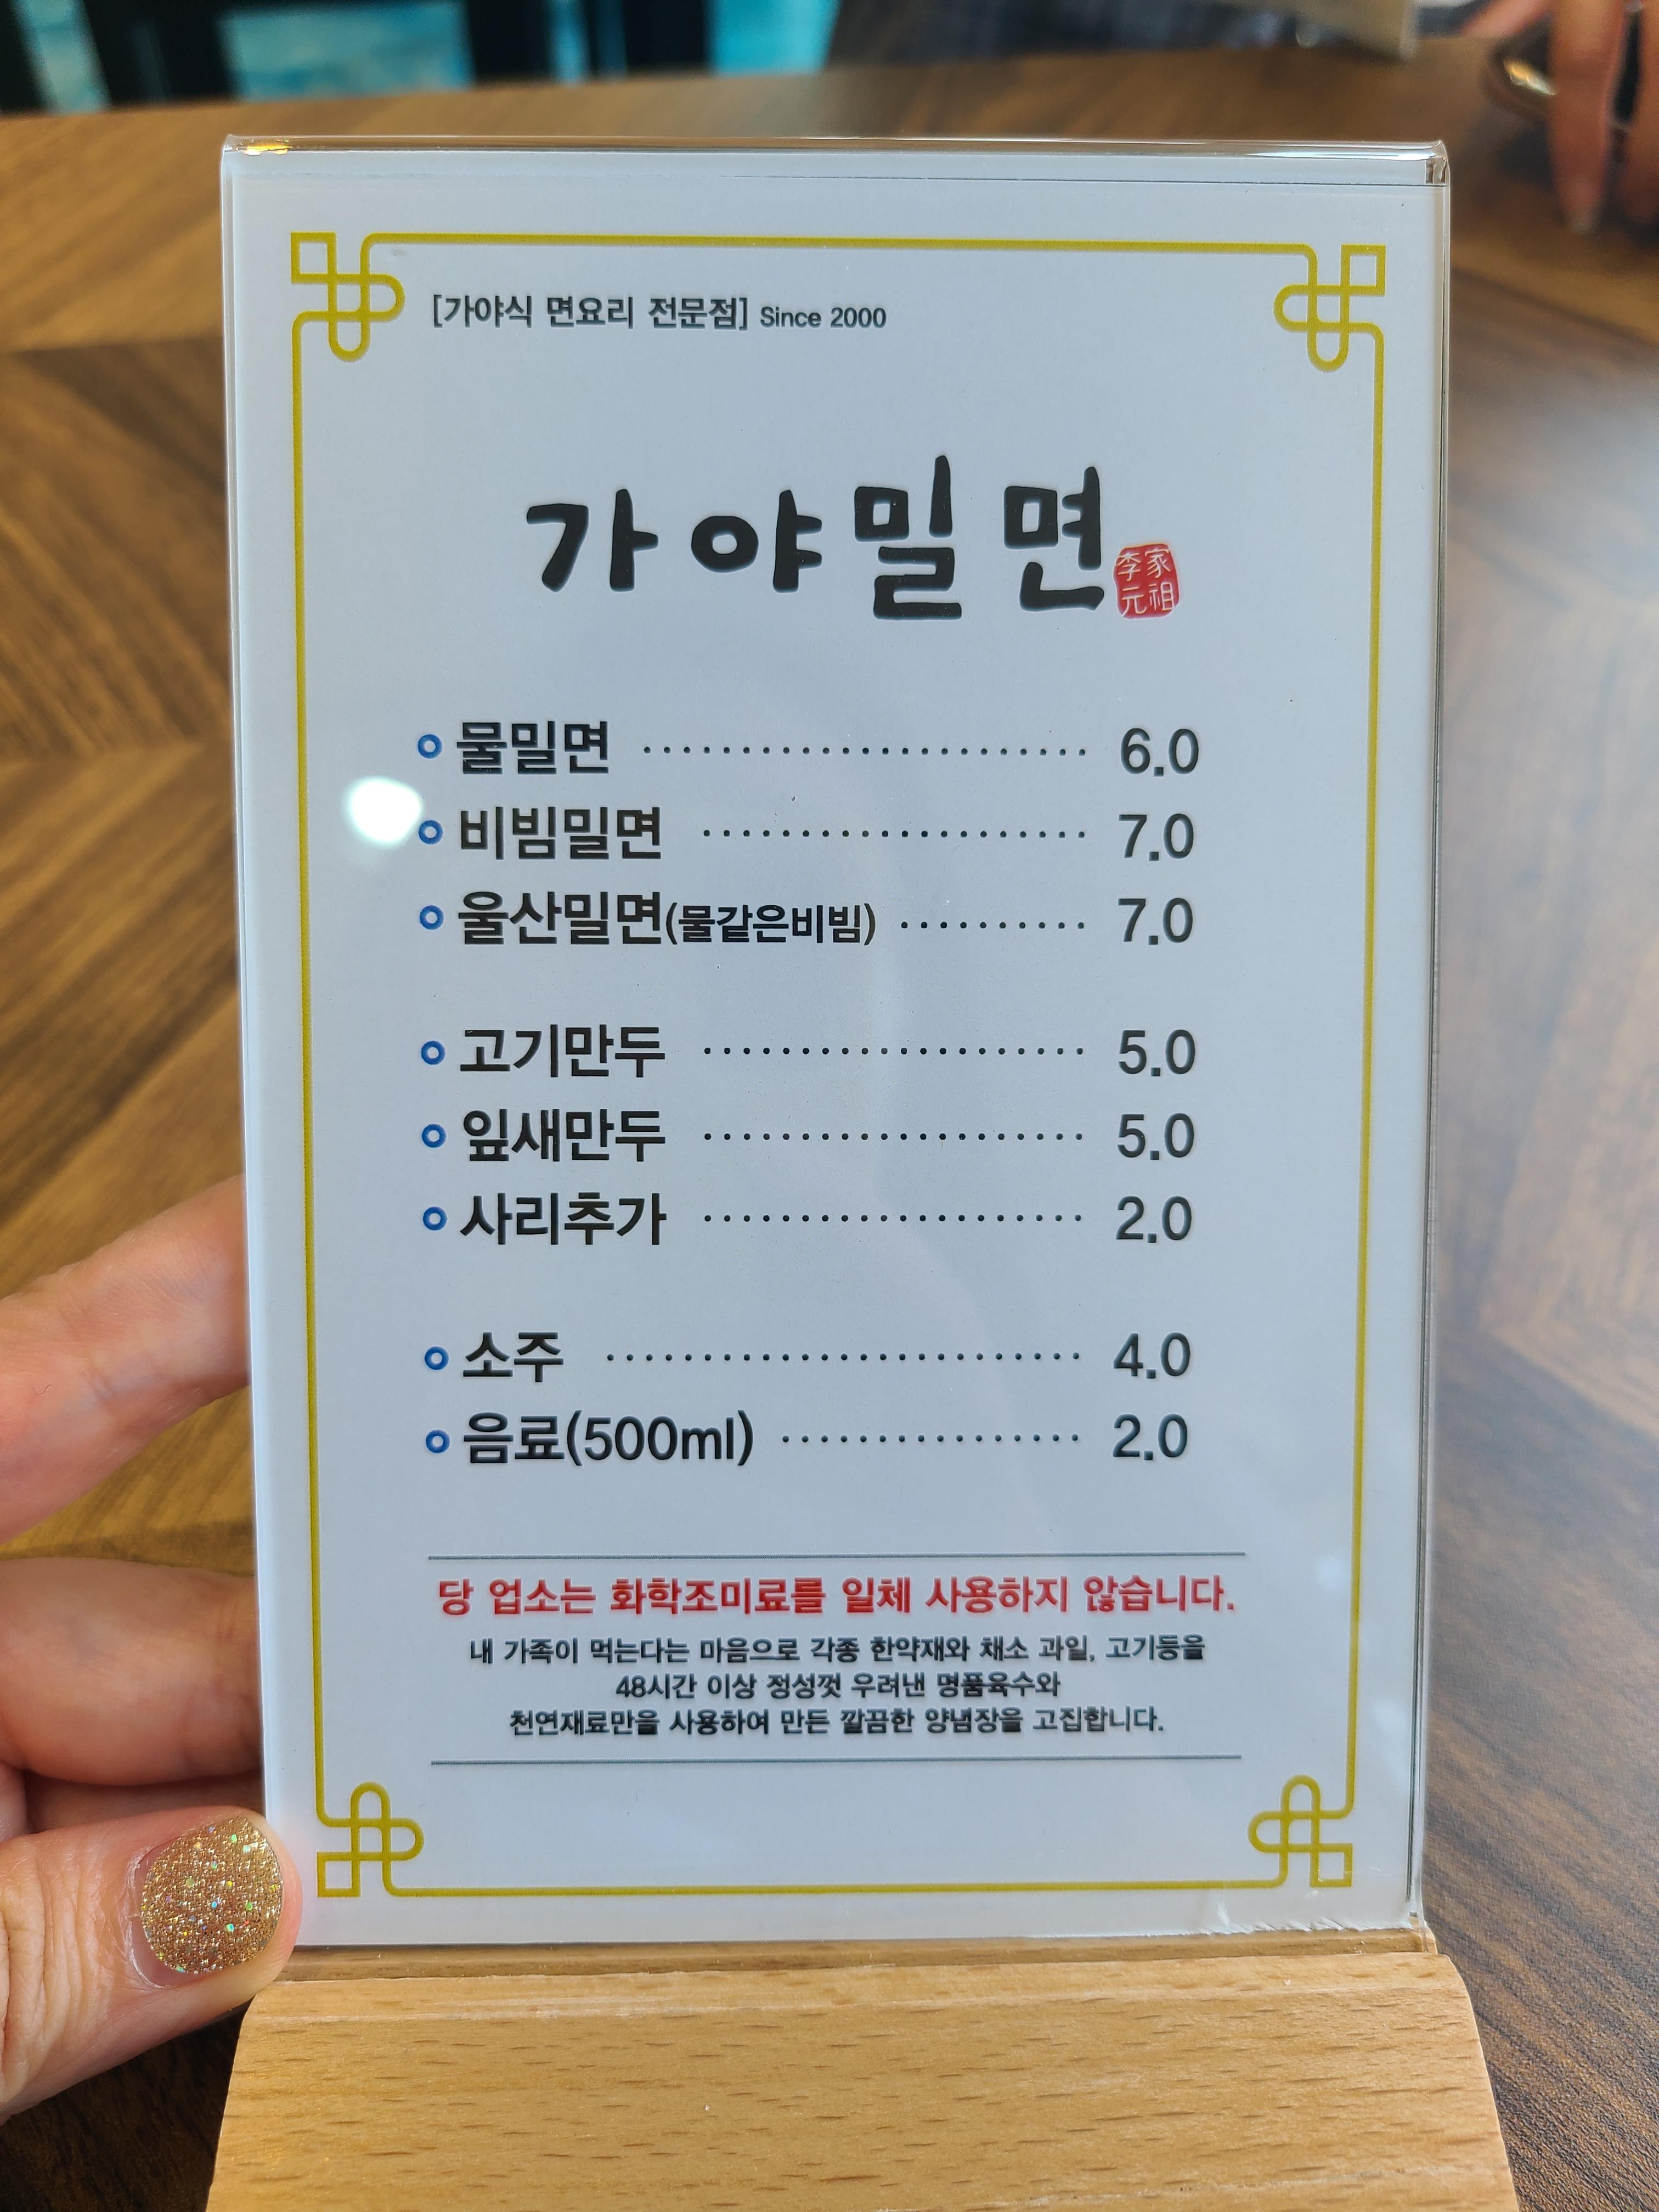 [가야식 면요리 전문점] Since 2000
가야밀면
李家
元祖
물밀면 ······················· 6.0
비빔밀면 ···················· 7.0
울산밀면(물같은비빔) ·········· 7.0
고기만두 ···················· 5.0
잎새만두 ···················· 5.0
사리추가 ···················· 2.0
소주 ························· 4.0
음료(500ml) ················ 2.0
당 업소는 화학조미료를 일체 사용하지 않습니다.
내 가족이 먹는다는 마음으로 각종 한약재와 채소 과일, 고기등을
48시간 이상 정성껏 우려낸 명품육수와
천연재료만을 사용하여 만든 깔끔한 양념장을 고집합니다.